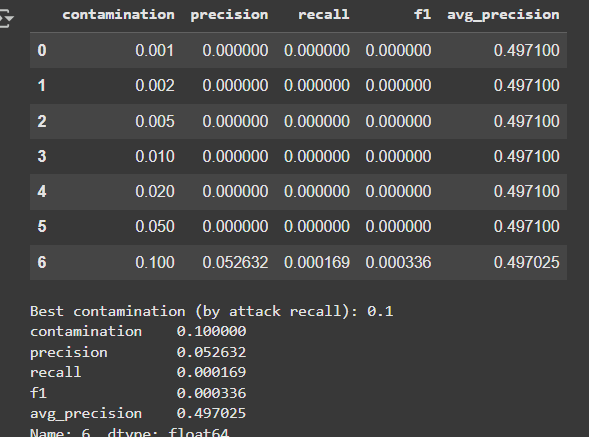 contamination precision recall f1 avg_precision
0 0.001 0.000000 0.000000 0.000000 0.497100
1 0.002 0.000000 0.000000 0.000000 0.497100
2 0.005 0.000000 0.000000 0.000000 0.497100
3 0.010 0.000000 0.000000 0.000000 0.497100
4 0.020 0.000000 0.000000 0.000000 0.497100
5 0.050 0.000000 0.000000 0.000000 0.497100
6 0.100 0.052632 0.000169 0.000336 0.497025
Best contamination (by attack recall): 0.1
contamination 0.100000
precision 0.052632
recall 0.000169
f1 0.000336
avg_precision 0.497025
Name: 6, dtype: float64